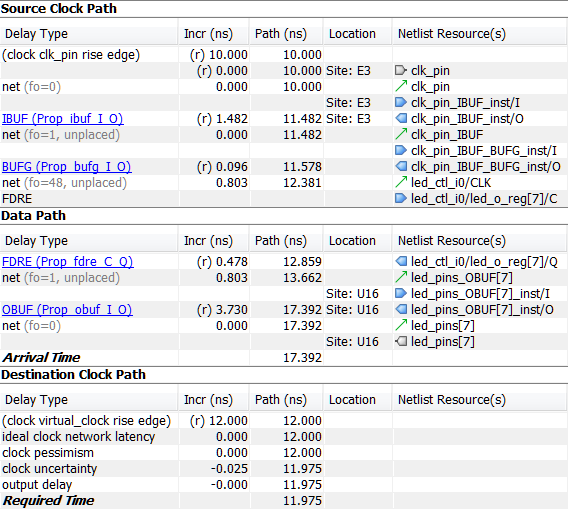 Source Clock Path
Delay Type Incr (ns) Path (ns) Location Netlist Resource(s)
(clock clk_pin rise edge) (r) 10.000 10.000
(r) 0.000 10.000 Site: E3 clk_pin
net (fo=0) 0.000 10.000 clk_pin
Site: E3 clk_pin_IBUF_inst/I
IBUF (Prop_ibuf_I_O) (r) 1.482 11.482 Site: E3 clk_pin_IBUF_inst/O
net (fo=1, unplaced) 0.000 11.482 clk_pin_IBUF
clk_pin_IBUF_BUFG_inst/I
BUFG (Prop_bufg_I_O) (r) 0.096 11.578 clk_pin_IBUF_BUFG_inst/O
net (fo=48, unplaced) 0.803 12.381 led_ctl_i0/CLK
FDRE led_ctl_i0/led_o_reg[7]/C
Data Path
Delay Type Incr (ns) Path (ns) Location Netlist Resource(s)
FDRE (Prop_fdre_C_Q) (r) 0.478 12.859 led_ctl_i0/led_o_reg[7]/Q
net (fo=1, unplaced) 0.803 13.662 led_pins_OBUF[7]
Site: U16 led_pins_OBUF[7]_inst/I
OBUF (Prop_obuf_I_O) (r) 3.730 17.392 Site: U16 led_pins_OBUF[7]_inst/O
net (fo=0) 0.000 17.392 led_pins[7]
Site: U16 led_pins[7]
Arrival Time 17.392
Destination Clock Path
Delay Type Incr (ns) Path (ns) Location Netlist Resource(s)
(clock virtual_clock rise edge) (r) 12.000 12.000
ideal clock network latency 0.000 12.000
clock pessimism 0.000 12.000
clock uncertainty -0.025 11.975
output delay -0.000 11.975
Required Time 11.975